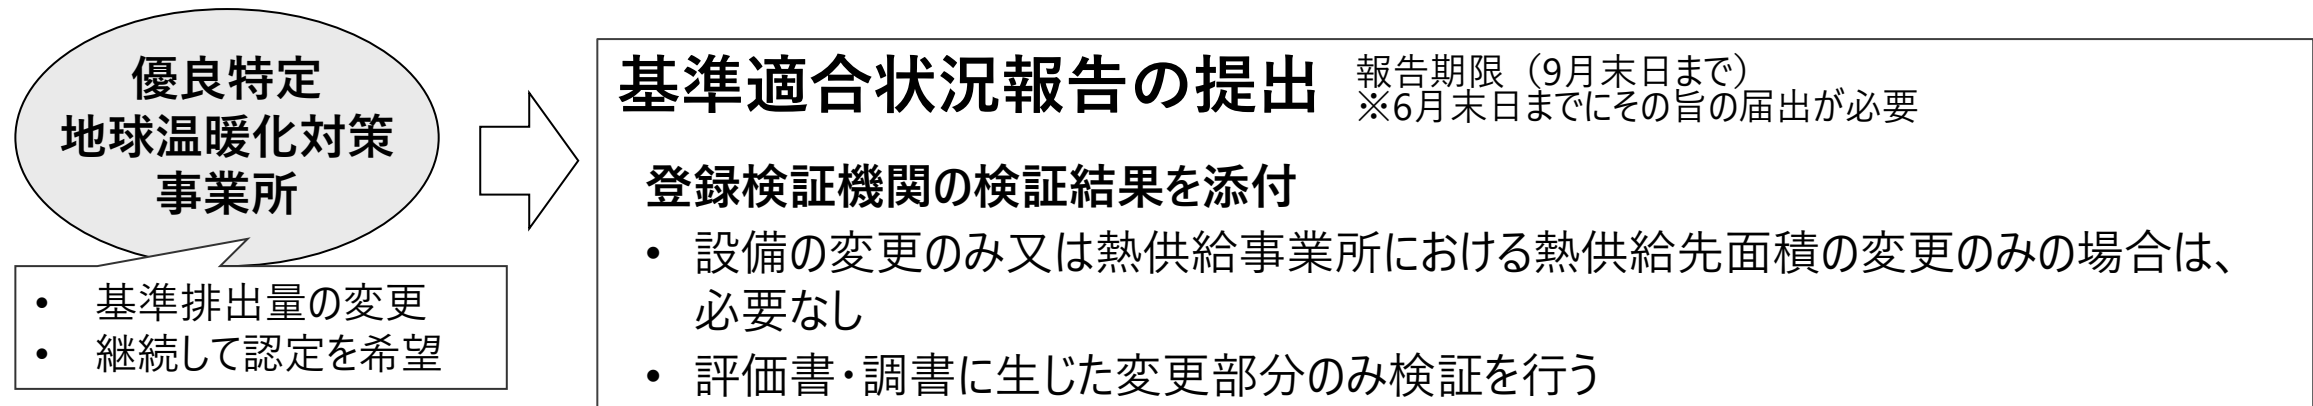 優良特定
地球温暖化対策
事業所
• 基準排出量の変更
• 継続して認定を希望
基準適合状況報告の提出
報告期限（9月末日まで）
※6月末日までにその旨の届出が必要
登録検証機関の検証結果を添付
• 設備の変更のみ又は熱供給事業所における熱供給先面積の変更のみの場合は、
必要なし
• 評価書・調書に生じた変更部分のみ検証を行う